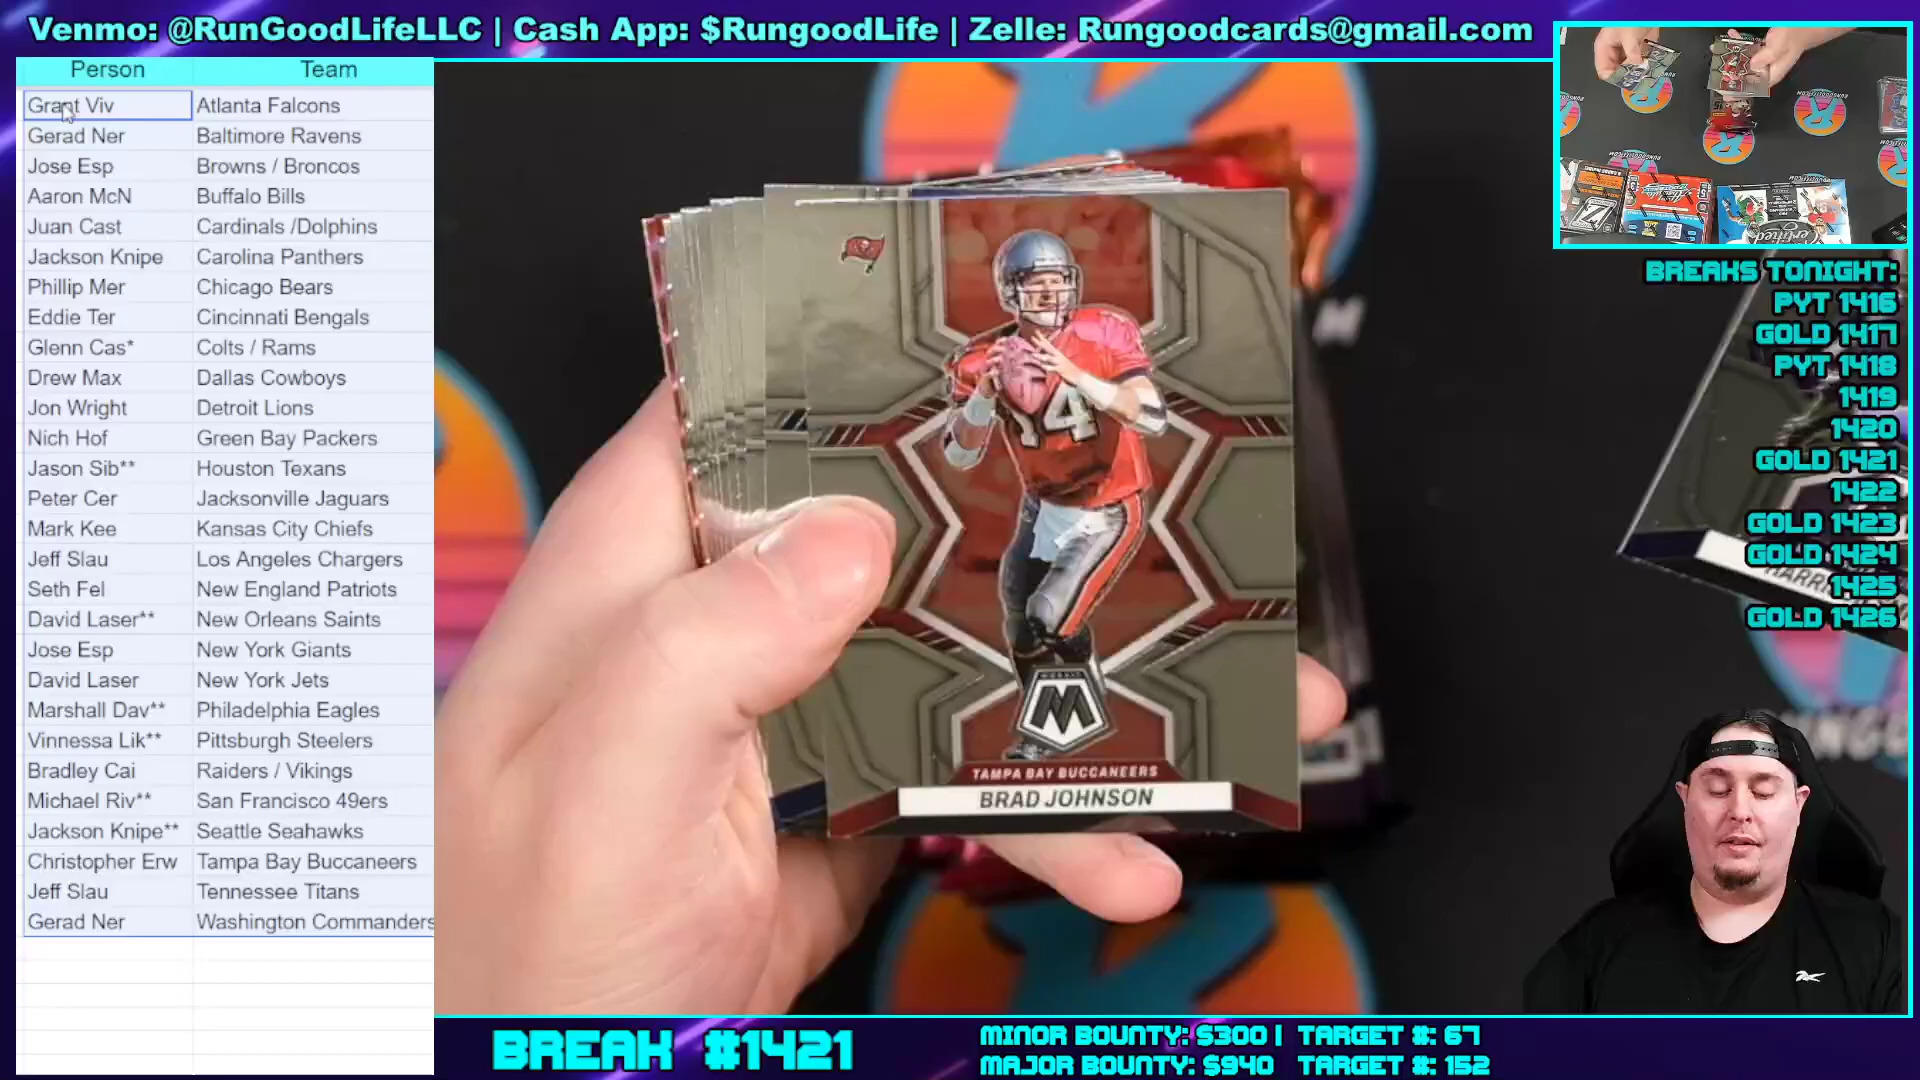 Venmo: @RunGoodLifeLLC | Cash App: $RungoodLife | Zelle: Rungoodcards@gmail.com
Person Team
Grant Viv Atlanta Falcons
Gerad Ner Baltimore Ravens
Jose Esp Browns / Broncos
Aaron McN Buffalo Bills
Juan Cast Cardinals /Dolphins
Jackson Knipe Carolina Panthers
Phillip Mer Chicago Bears
Eddie Ter Cincinnati Bengals
Glenn Cas* Colts / Rams
Drew Max Dallas Cowboys
Jon Wright Detroit Lions
Nich Hof Green Bay Packers
Jason Sib** Houston Texans
Peter Cer Jacksonville Jaguars
Mark Kee Kansas City Chiefs
Jeff Slau Los Angeles Chargers
Seth Fel New England Patriots
David Laser** New Orleans Saints
Jose Esp New York Giants
David Laser New York Jets
Marshall Dav** Philadelphia Eagles
Vinnessa Lik** Pittsburgh Steelers
Bradley Cai Raiders / Vikings
Michael Riv** San Francisco 49ers
Jackson Knipe** Seattle Seahawks
Christopher Erw Tampa Bay Buccaneers
Jeff Slau Tennessee Titans
Gerad Ner Washington Commanders
14
MOSAIC
M
TAMPA BAY BUCCANEERS
BRAD JOHNSON
BREAKS TONIGHT:
PYT 1416
GOLD 1417
PYT 1418
1419
1420
GOLD 1421
1422
GOLD 1423
GOLD 1424
1425
GOLD 1426
BREAK #1421
MINOR BOUNTY: $300 | TARGET #: 67
MAJOR BOUNTY: $940 TARGET #: 152